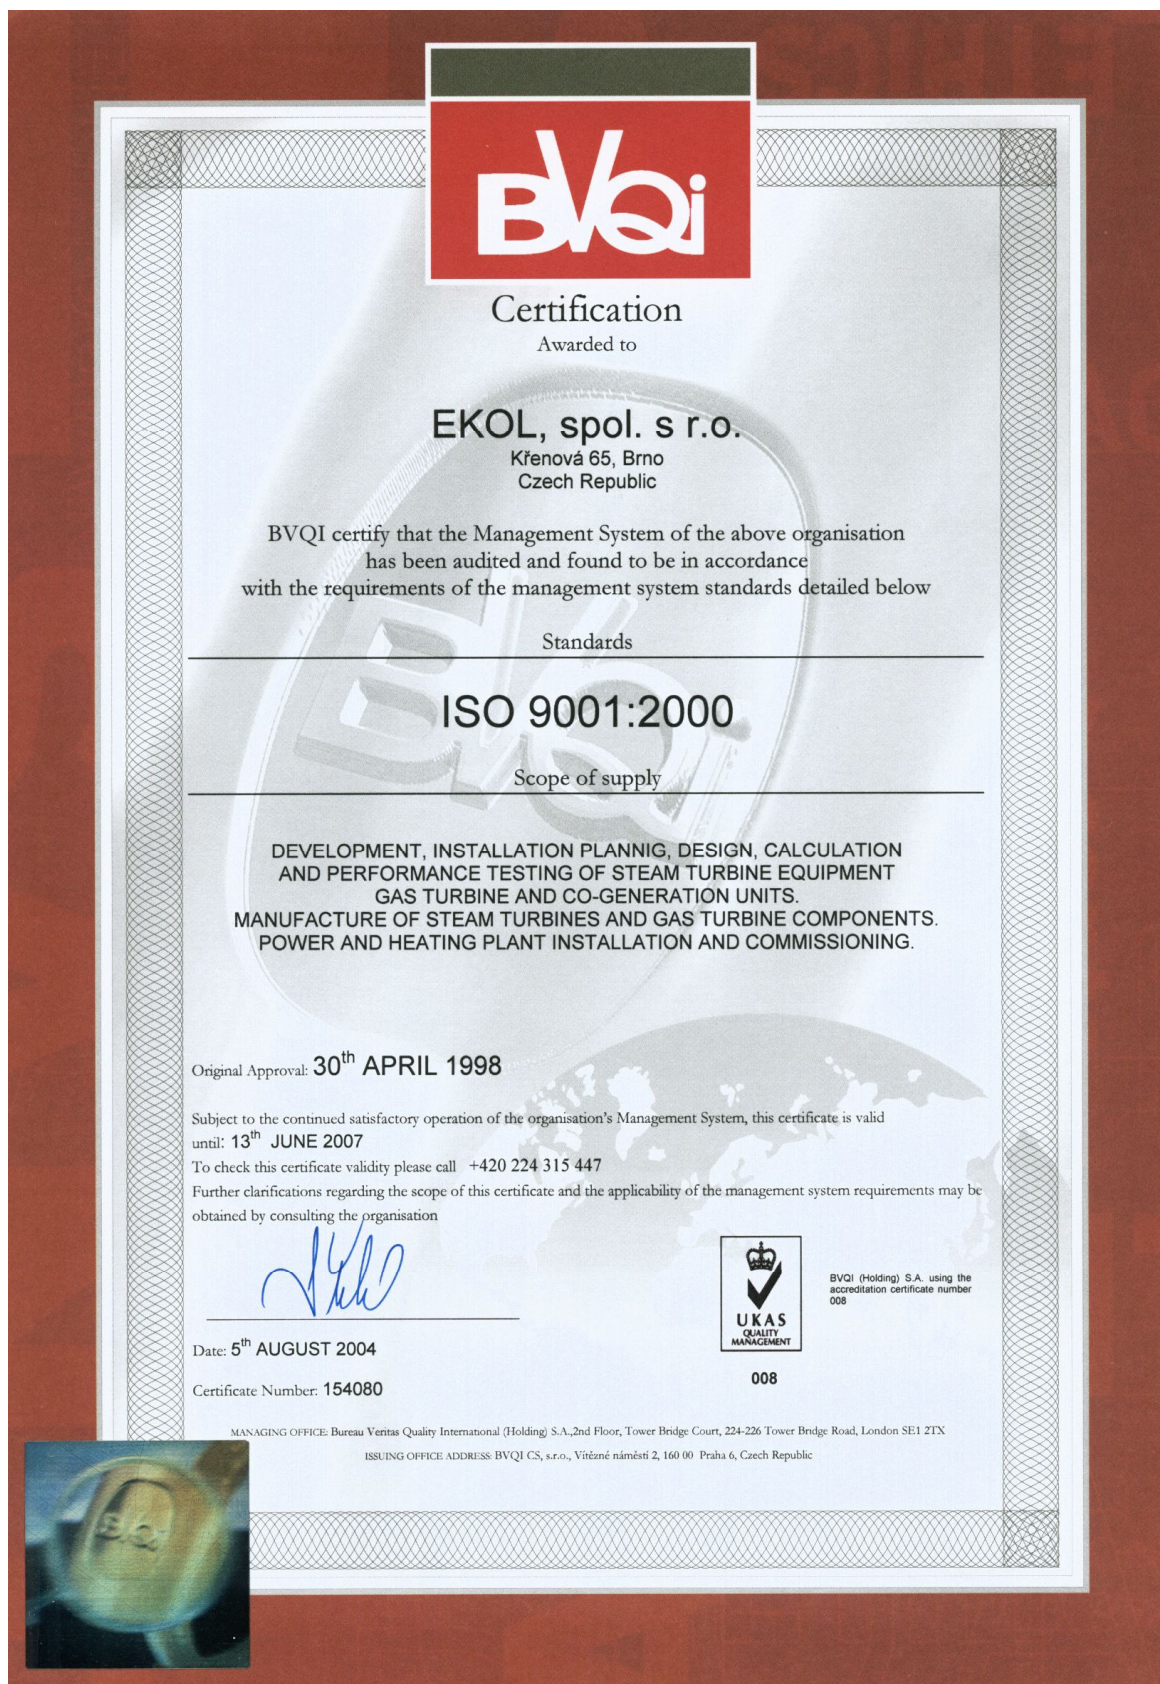 BVQi
Certification
Awarded to
EKOL, spol. s r.o.
Křenová 65, Brno
Czech Republic
BVQI certify that the Management System of the above organisation
has been audited and found to be in accordance
with the requirements of the management system standards detailed below
Standards
ISO 9001:2000
Scope of supply
DEVELOPMENT, INSTALLATION PLANNIG, DESIGN, CALCULATION
AND PERFORMANCE TESTING OF STEAM TURBINE EQUIPMENT
GAS TURBINE AND CO-GENERATION UNITS.
MANUFACTURE OF STEAM TURBINES AND GAS TURBINE COMPONENTS.
POWER AND HEATING PLANT INSTALLATION AND COMMISSIONING.
Original Approval: 30th APRIL 1998
Subject to the continued satisfactory operation of the organisation's Management System, this certificate is valid
until: 13th JUNE 2007
To check this certificate validity please call +420 224 315 447
Further clarifications regarding the scope of this certificate and the applicability of the management system requirements may be
obtained by consulting the organisation
UKAS
QUALITY
MANAGEMENT
008
BVQI (Holding) S.A. using the
accreditation certificate number
008
Date: 5th AUGUST 2004
Certificate Number: 154080
MANAGING OFFICE: Bureau Veritas Quality International (Holding) S.A.,2nd Floor, Tower Bridge Court, 224-226 Tower Bridge Road, London SE1 2TX
ISSUING OFFICE ADDRESS: BVQI CS, s.r.o., Vítězné náměstí 2, 160 00 Praha 6, Czech Republic
BVQi